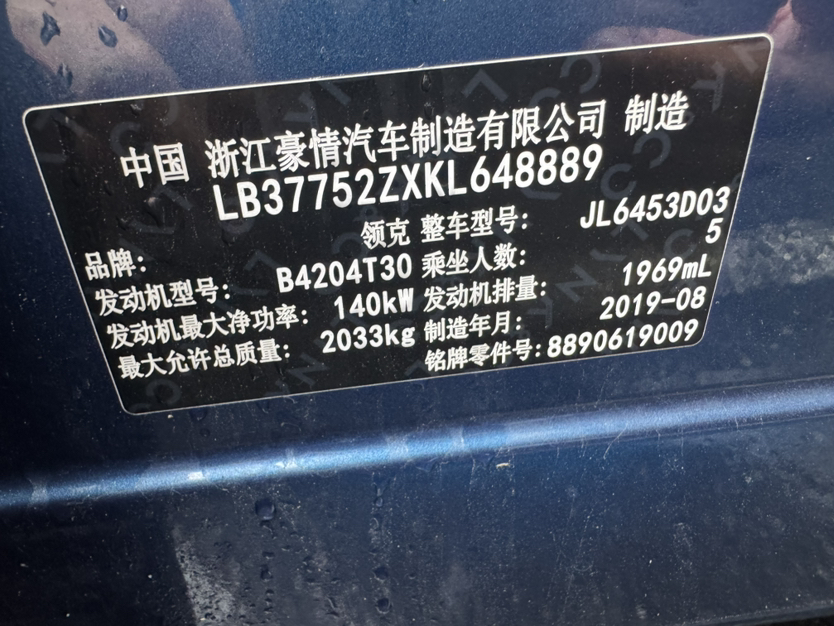 中国 浙江豪情汽车制造有限公司 制造
LB37752ZXKL648889
品牌: 领克 整车型号: JL6453D03
发动机型号: B4204T30 乘坐人数: 5
发动机最大净功率: 140kW 发动机排量: 1969mL
最大允许总质量: 2033kg 制造年月: 2019-08
铭牌零件号: 8890619009